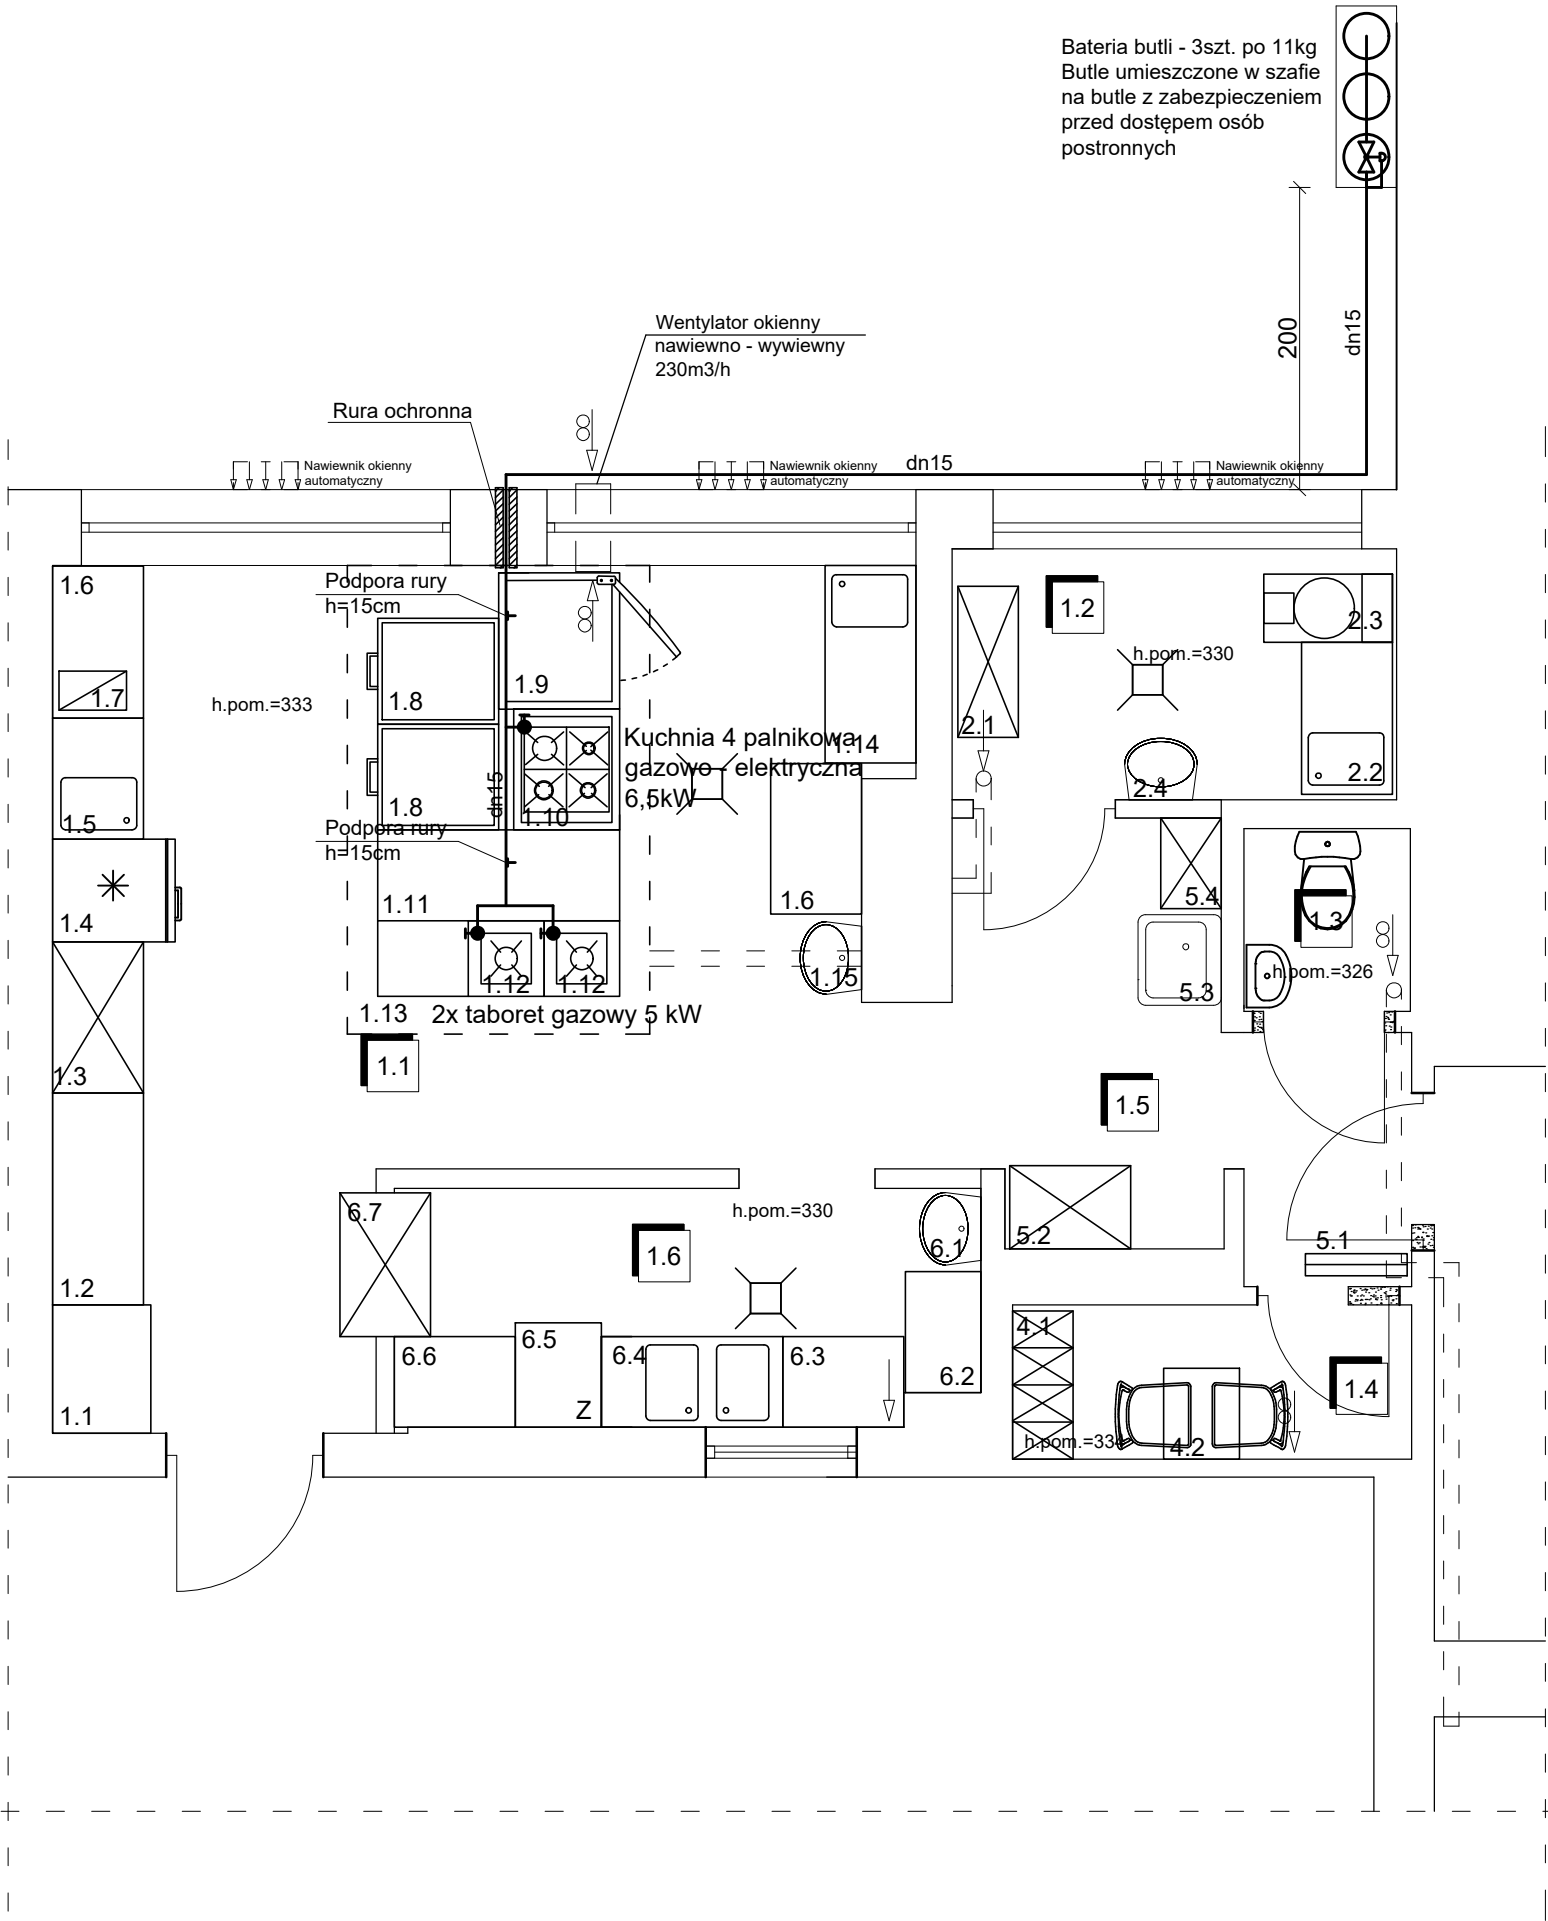 Bateria butli - 3szt. po 11kg
Butle umieszczone w szafie
na butle z zabezpieczeniem
przed dostępem osób
postronnych
200
dn15
Wentylator okienny
nawiewno - wywiewny
230m3/h
Rura ochronna
Nawiewnik okienny
automatyczny
Nawiewnik okienny
automatyczny
dn15
Nawiewnik okienny
automatyczny
1.6
Podpora rury
h=15cm
1.7
h.pom.=333
1.8
1.9
1.2
h.pom.=330
2.3
2.1
Kuchnia 4 palnikowa
gazowo - elektryczna
6,5kW
1.14
2.2
2.4
dn15
1.5
1.8
1.10
Podpora rury
h=15cm
1.4
1.11
1.6
5.4
1.3
h.pom.=326
1.12
1.12
1.15
5.3
1.13
2x taboret gazowy 5 kW
1.1
1.3
1.5
6.7
h.pom.=330
1.6
6.1
5.2
5.1
1.2
6.6
6.5
6.4
6.3
6.2
Z
1.1
4.1
1.4
h.pom.=334
4.2